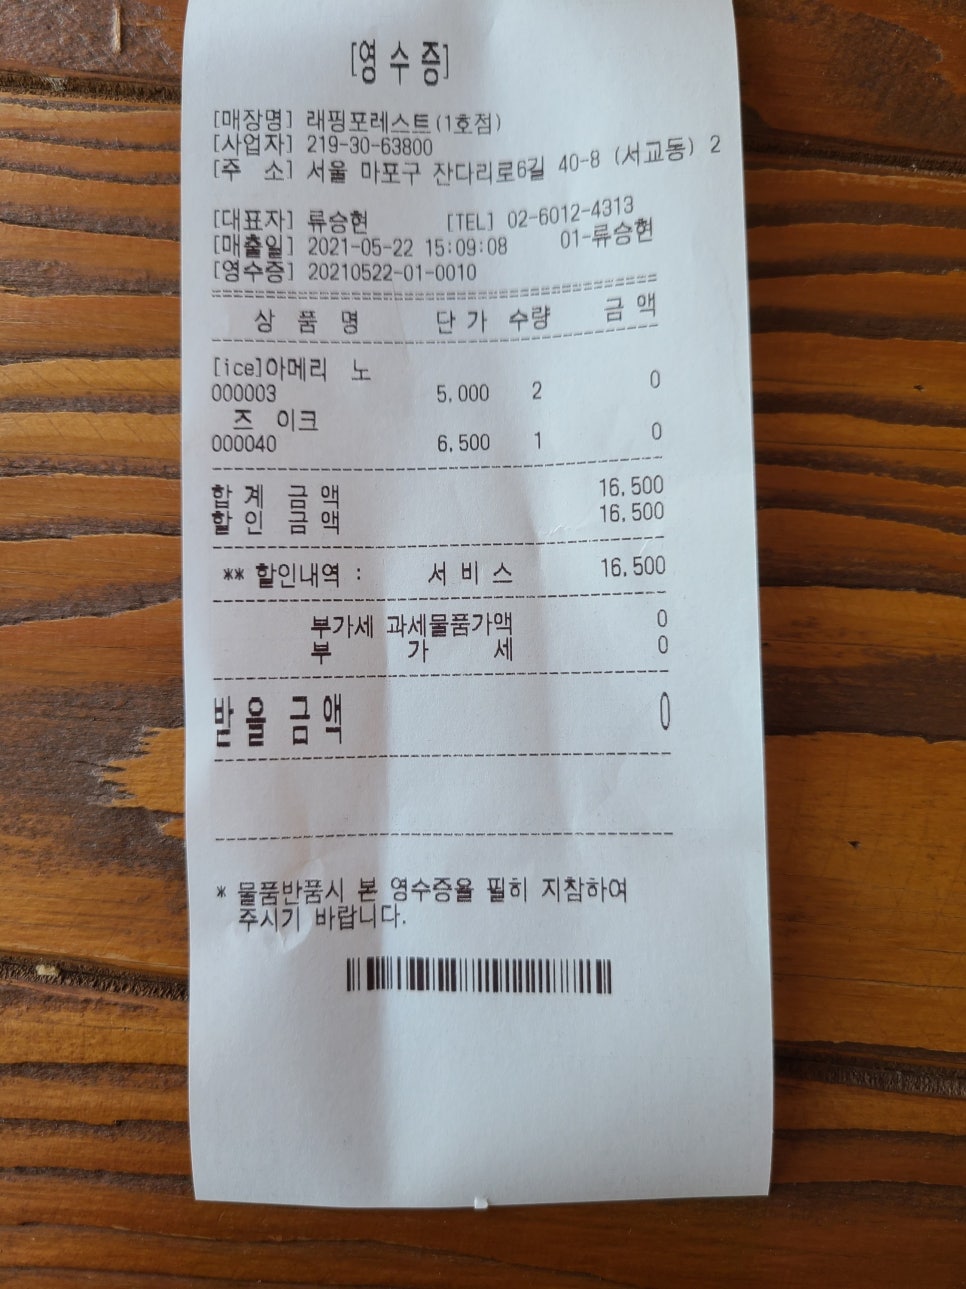 [영수증]
[매장명] 래핑포레스트(1호점)
[사업자] 219-30-63800
[주 소] 서울 마포구 잔다리로6길 40-8 (서교동) 2
[대표자] 류승현 [TEL] 02-6012-4313
[매출일] 2021-05-22 15:09:08 01-류승현
[영수증] 20210522-01-0010
상 품 명 단 가 수량 금 액
[ice]아메리 노
000003 5,000 2 0
즈 이크
000040 6,500 1 0
합 계 금 액 16,500
할 인 금 액 16,500
** 할인내역 : 서 비 스 16,500
부가세 과세물품가액 0
부 가 세 0
받을 금액 0
* 물품반품시 본 영수증을 필히 지참하여
주시기 바랍니다.